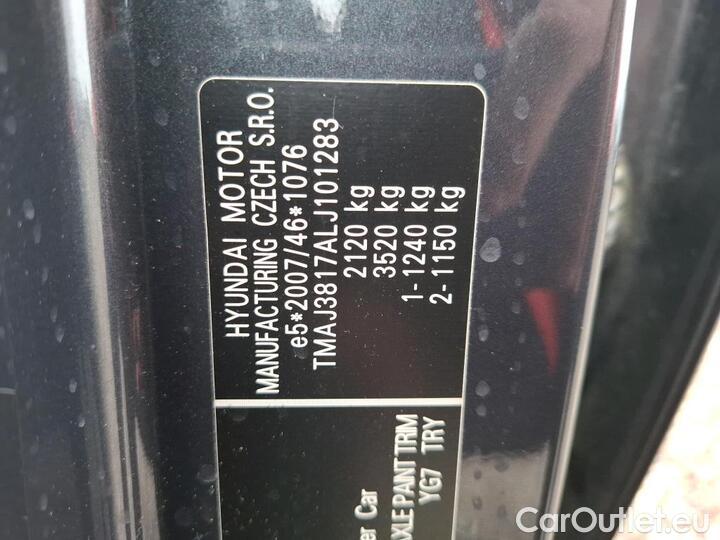 HYUNDAI MOTOR
MANUFACTURING CZECH S.R.O.
e5*2007/46*1076
TMAJ3817ALJ101283
2120 kg
3520 kg
1- 1240 kg
2- 1150 kg
er Car
AXLE PAINT TRIM
YG7 TRY
CarOutlet.eu